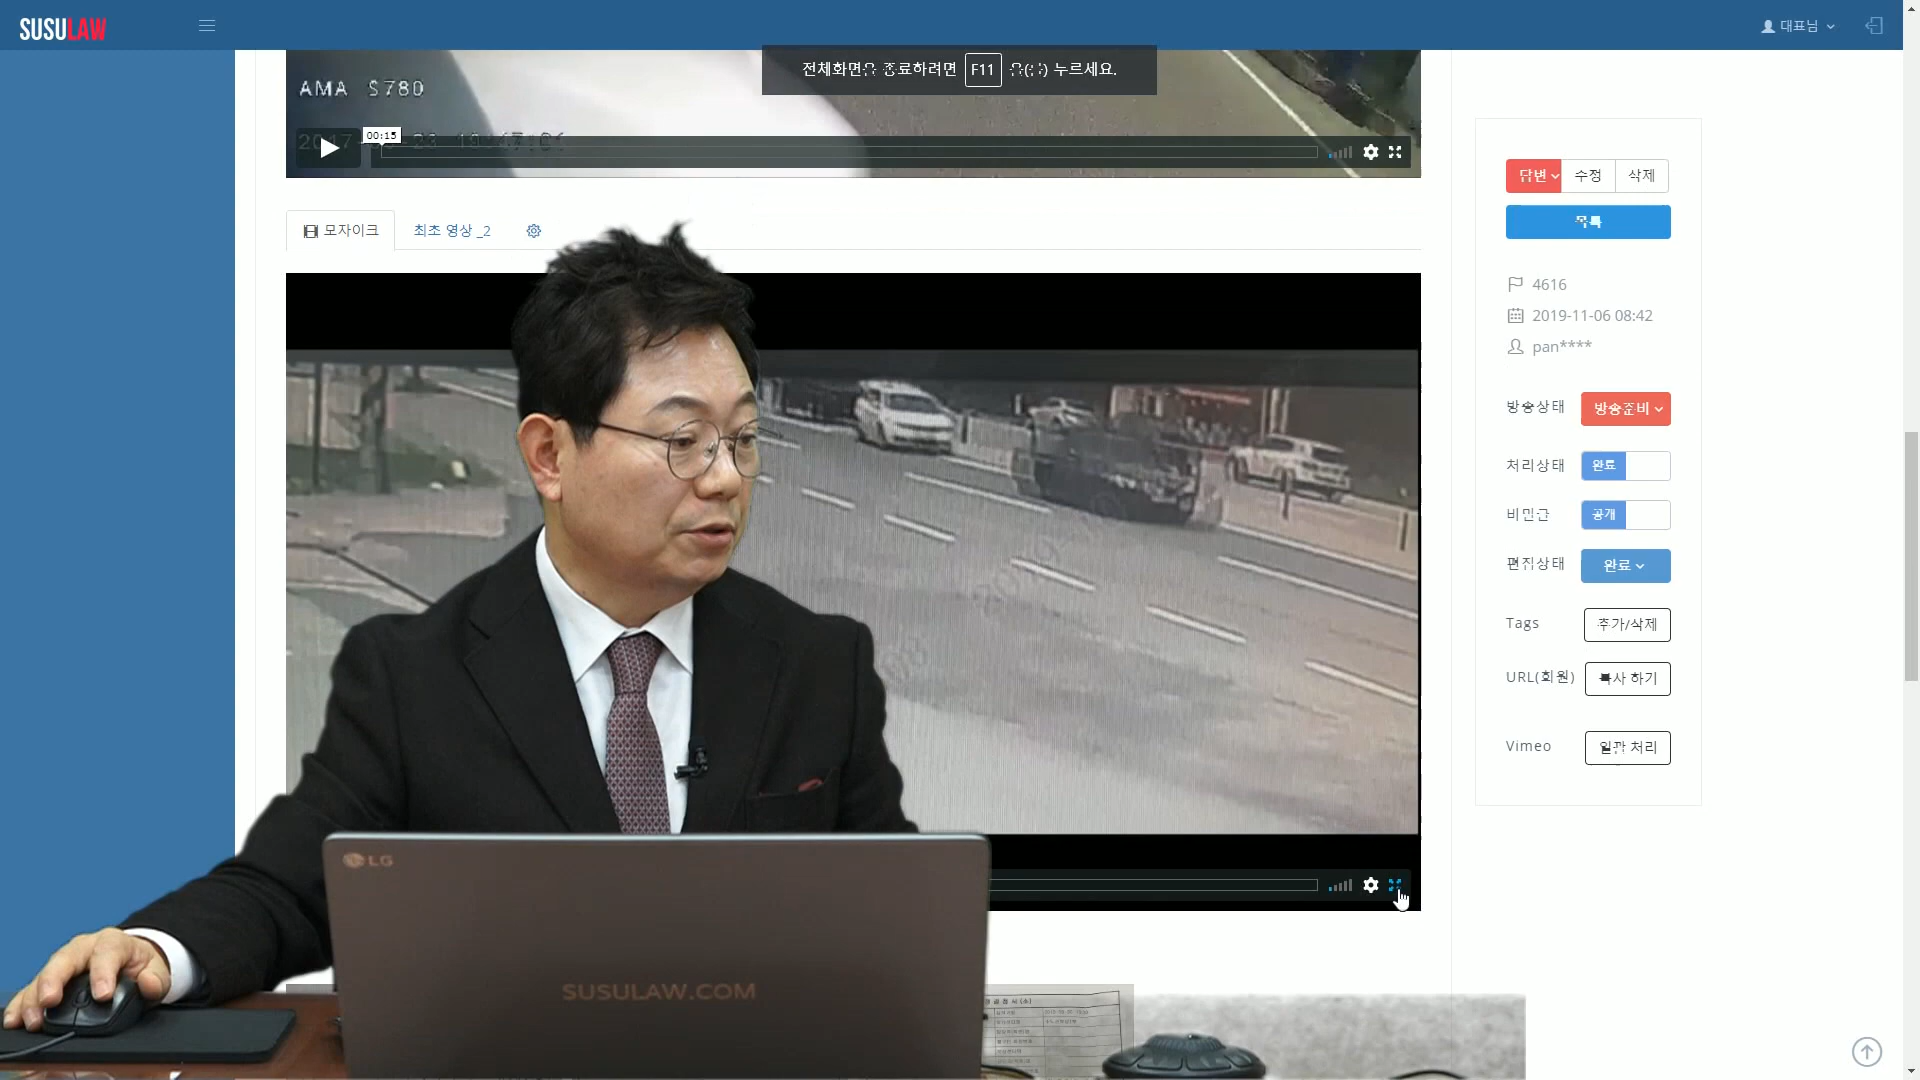 SUSULAW
대표님
전체화면을 종료하려면 F11 을(를) 누르세요.
AMA S780
00:15
답변 수정 삭제
목록
모자이크 최초 영상 _2
4616
2019-11-06 08:42
pan****
방송상태 방송준비
처리상태 완료
비밀글 공개
편집상태 완료
Tags 추가/삭제
URL(회원) 복사 하기
Vimeo 일괄 처리
LG
SUSULAW.COM